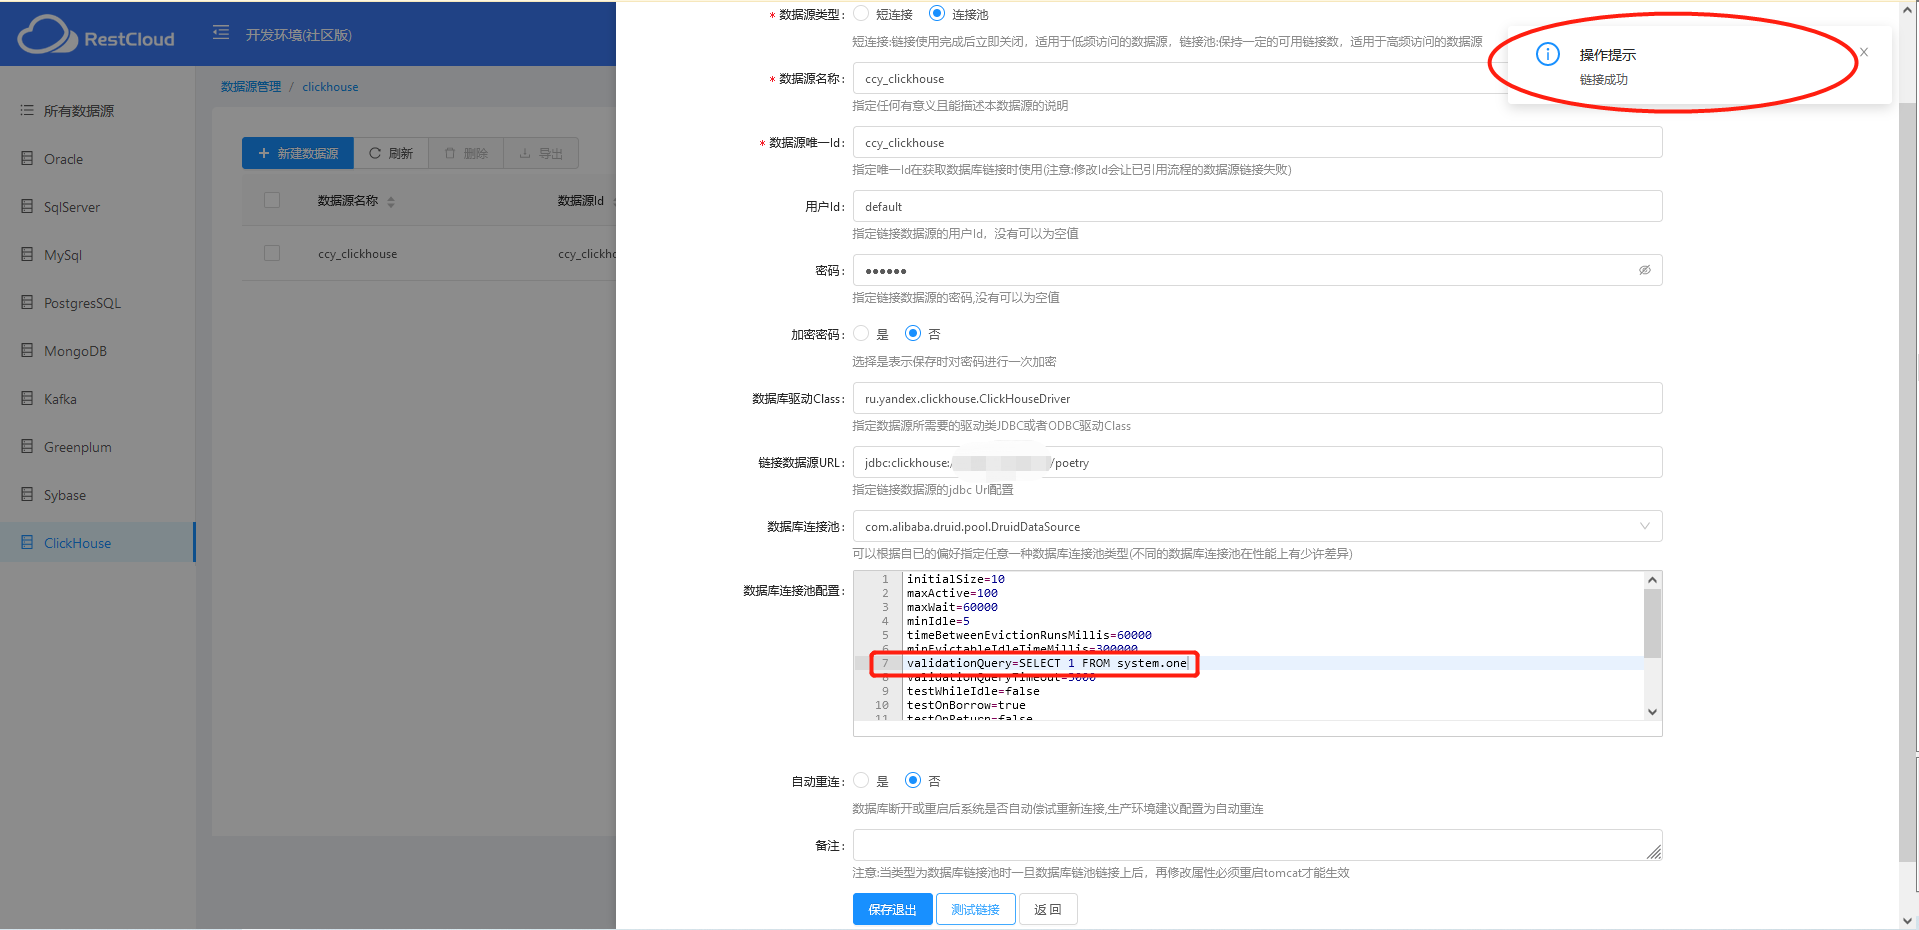 RestCloud
开发环境(社区版)
数据源管理 / clickhouse
所有数据源
Oracle
SqlServer
MySql
PostgresSQL
MongoDB
Kafka
Greenplum
Sybase
ClickHouse
+ 新建数据源
刷新
删除
导出
数据源名称
数据源Id
ccy_clickhouse
ccy_clickho
* 数据源类型: 短连接 连接池
短连接:链接使用完成后立即关闭，适用于低频访问的数据源，链接池:保持一定的可用链接数，适用于高频访问的数据源
* 数据源名称: ccy_clickhouse
指定任何有意义且能描述本数据源的说明
* 数据源唯一Id: ccy_clickhouse
指定唯一Id在获取数据库链接时使用(注意:修改Id会让已引用流程的数据源链接失败)
用户Id: default
指定链接数据源的用户Id，没有可以为空值
密码: ••••••
指定链接数据源的密码,没有可以为空值
加密密码: 是 否
选择是表示保存时对密码进行一次加密
数据库驱动Class: ru.yandex.clickhouse.ClickHouseDriver
指定数据源所需要的驱动类JDBC或者ODBC驱动Class
链接数据源URL: jdbc:clickhouse:/ /poetry
指定链接数据源的jdbc Url配置
数据库连接池: com.alibaba.druid.pool.DruidDataSource
可以根据自已的偏好指定任意一种数据库连接池类型(不同的数据库连接池在性能上有少许差异)
数据库连接池配置:
1 initialSize=10
2 maxActive=100
3 maxWait=60000
4 minIdle=5
5 timeBetweenEvictionRunsMillis=60000
6 minEvictableIdleTimeMillis=300000
7 validationQuery=SELECT 1 FROM system.one
8 validationQueryTimeout=5000
9 testWhileIdle=false
10 testOnBorrow=true
11 testOnReturn=false
自动重连: 是 否
数据库断开或重启后系统是否自动偿试重新连接,生产环境建议配置为自动重连
备注:
注意:当类型为数据库链接池时一旦数据库链池链接上后，再修改属性必须重启tomcat才能生效
保存退出
测试链接
返 回
操作提示
链接成功